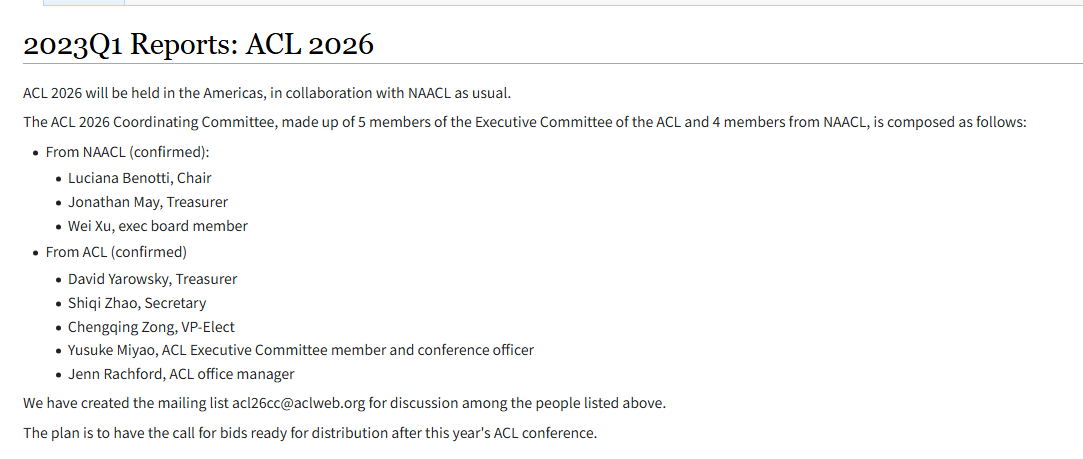 2023Q1 Reports: ACL 2026
ACL 2026 will be held in the Americas, in collaboration with NAACL as usual.
The ACL 2026 Coordinating Committee, made up of 5 members of the Executive Committee of the ACL and 4 members from NAACL, is composed as follows:
From NAACL (confirmed):
Luciana Benotti, Chair
Jonathan May, Treasurer
Wei Xu, exec board member
From ACL (confirmed)
David Yarowsky, Treasurer
Shiqi Zhao, Secretary
Chengqing Zong, VP-Elect
Yusuke Miyao, ACL Executive Committee member and conference officer
Jenn Rachford, ACL office manager
We have created the mailing list acl26cc@aclweb.org for discussion among the people listed above.
The plan is to have the call for bids ready for distribution after this year's ACL conference.